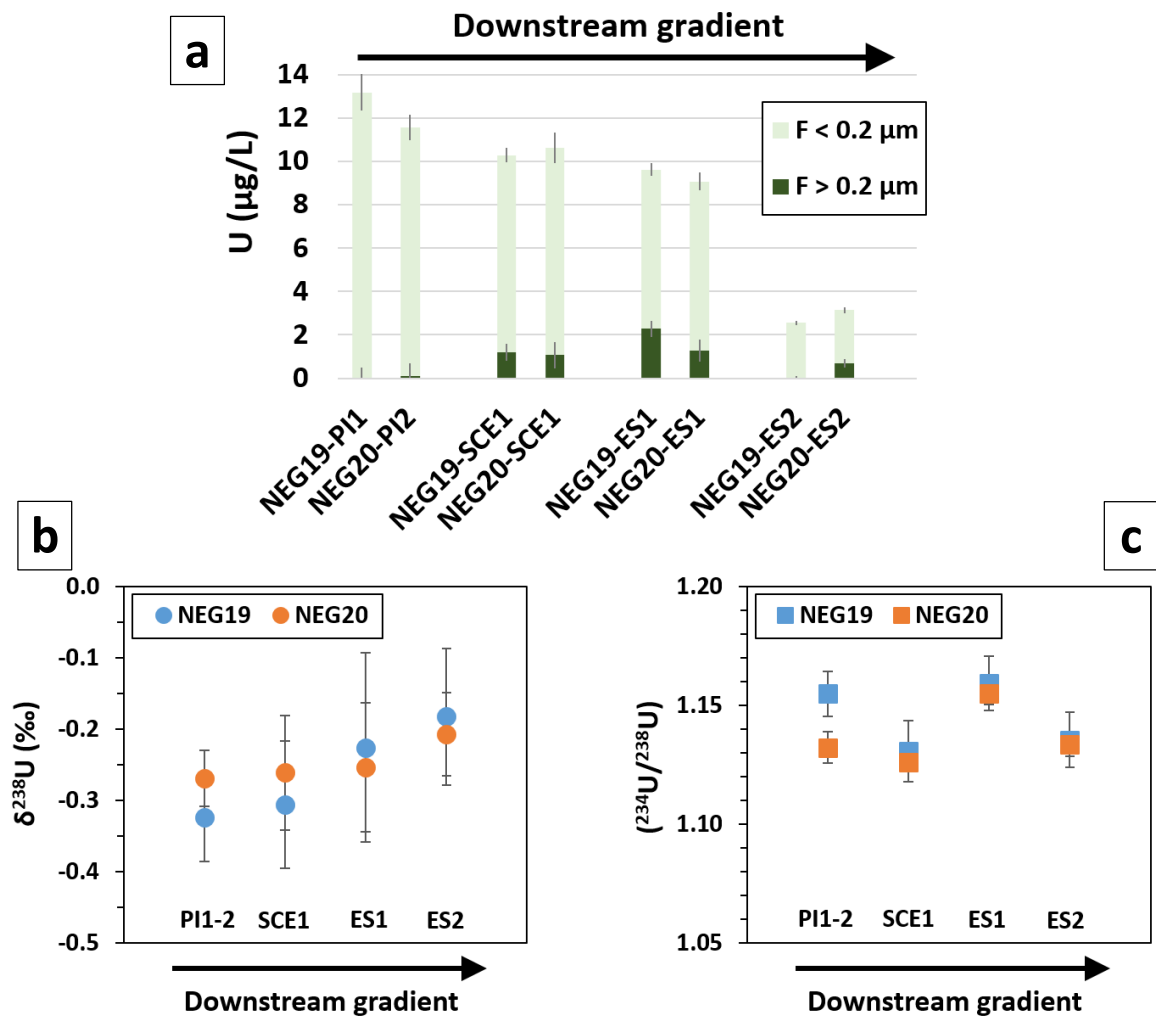 a
Downstream gradient
14
12
10
8
6
4
2
0
U (µg/L)
F < 0.2 µm
F > 0.2 µm
NEG19-PI1
NEG20-PI2
NEG19-SCE1
NEG20-SCE1
NEG19-ES1
NEG20-ES1
NEG19-ES2
NEG20-ES2
b
0.0
-0.1
-0.2
-0.3
-0.4
-0.5
δ²³⁸U (‰)
NEG19 NEG20
PI1-2 SCE1 ES1 ES2
Downstream gradient
c
1.20
1.15
1.10
1.05
(²³⁴U/²³⁸U)
NEG19 NEG20
PI1-2 SCE1 ES1 ES2
Downstream gradient